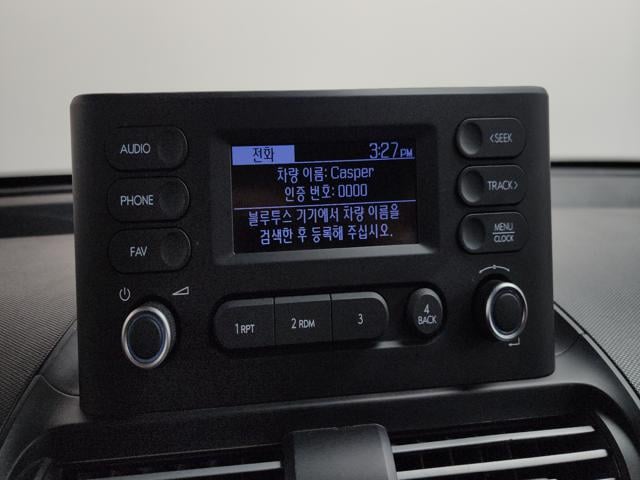 AUDIO
PHONE
FAV
전화 3:27PM
차량 이름: Casper
인증 번호: 0000
블루투스 기기에서 차량 이름을
검색한 후 등록해 주십시오.
<SEEK
TRACK>
MENU
CLOCK
1 RPT
2 RDM
3
4
BACK